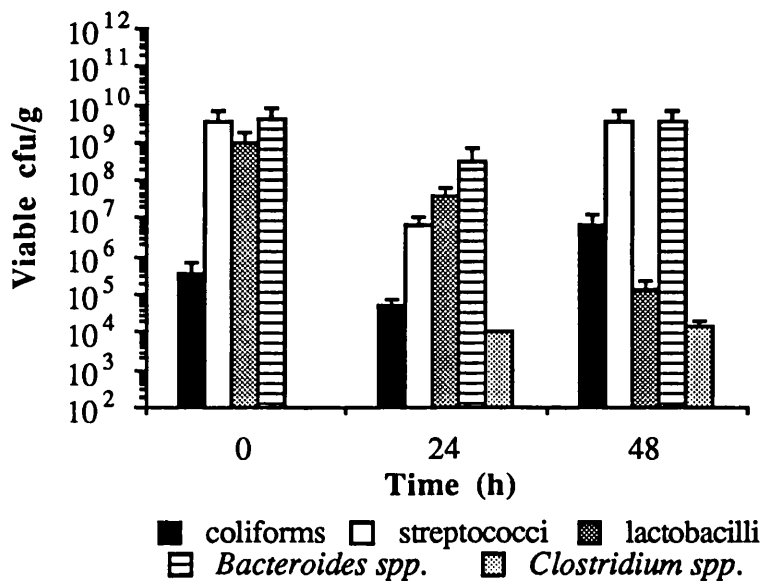 Viable cfu/g
10^12
10^11
10^10
10^9
10^8
10^7
10^6
10^5
10^4
10^3
10^2
0 24 48
Time (h)
coliforms streptococci lactobacilli
Bacteroides spp. Clostridium spp.